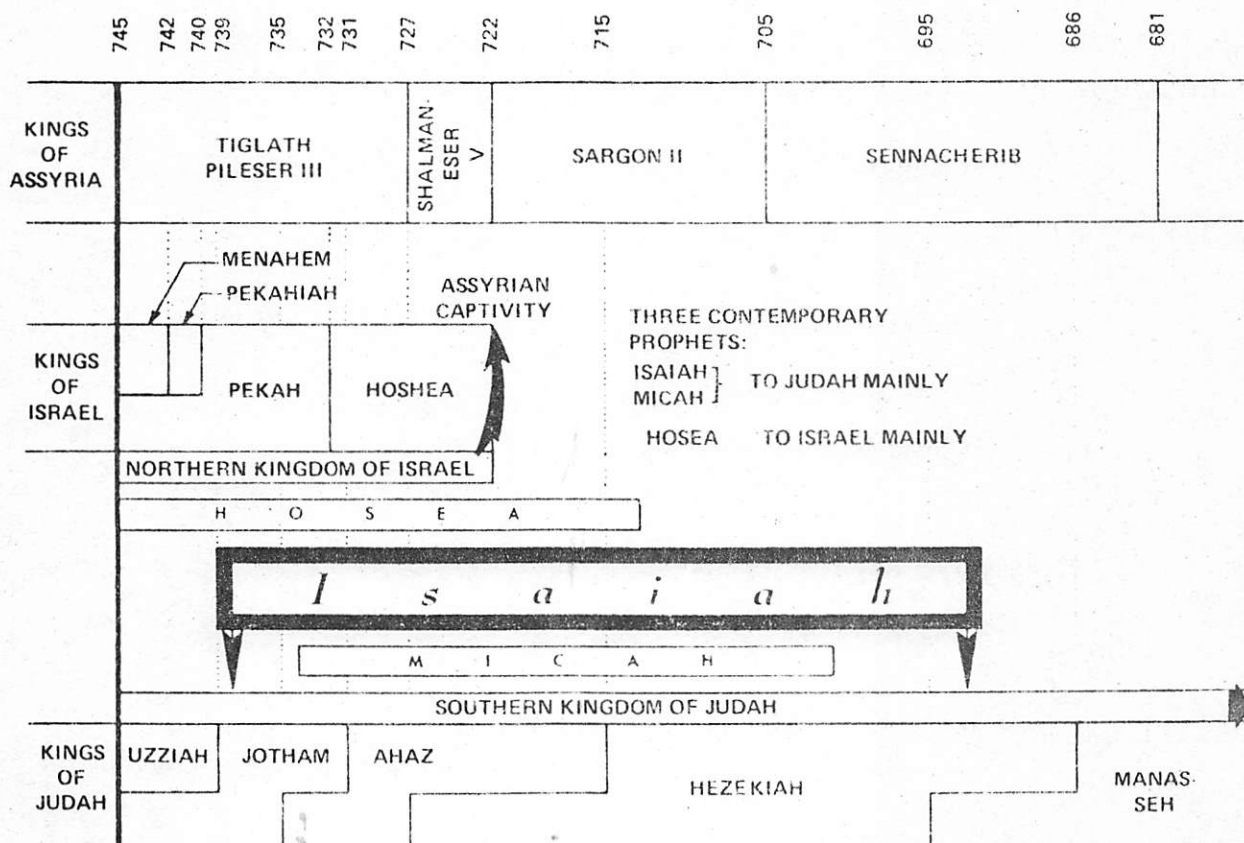 745 742 740 739 735 732 731 727 722 715 705 695 686 681
KINGS
OF
ASSYRIA
TIGLATH
PILESER III
SHALMAN-
ESER
V
SARGON II
SENNACHERIB
MENAHEM
PEKAHIAH
ASSYRIAN
CAPTIVITY
THREE CONTEMPORARY
PROPHETS:
ISAIAH
MICAH
TO JUDAH MAINLY
HOSEA TO ISRAEL MAINLY
KINGS
OF
ISRAEL
PEKAH
HOSHEA
NORTHERN KINGDOM OF ISRAEL
HOSEA
Isaiah
MICAH
SOUTHERN KINGDOM OF JUDAH
KINGS
OF
JUDAH
UZZIAH
JOTHAM
AHAZ
HEZEKIAH
MANAS-
SEH